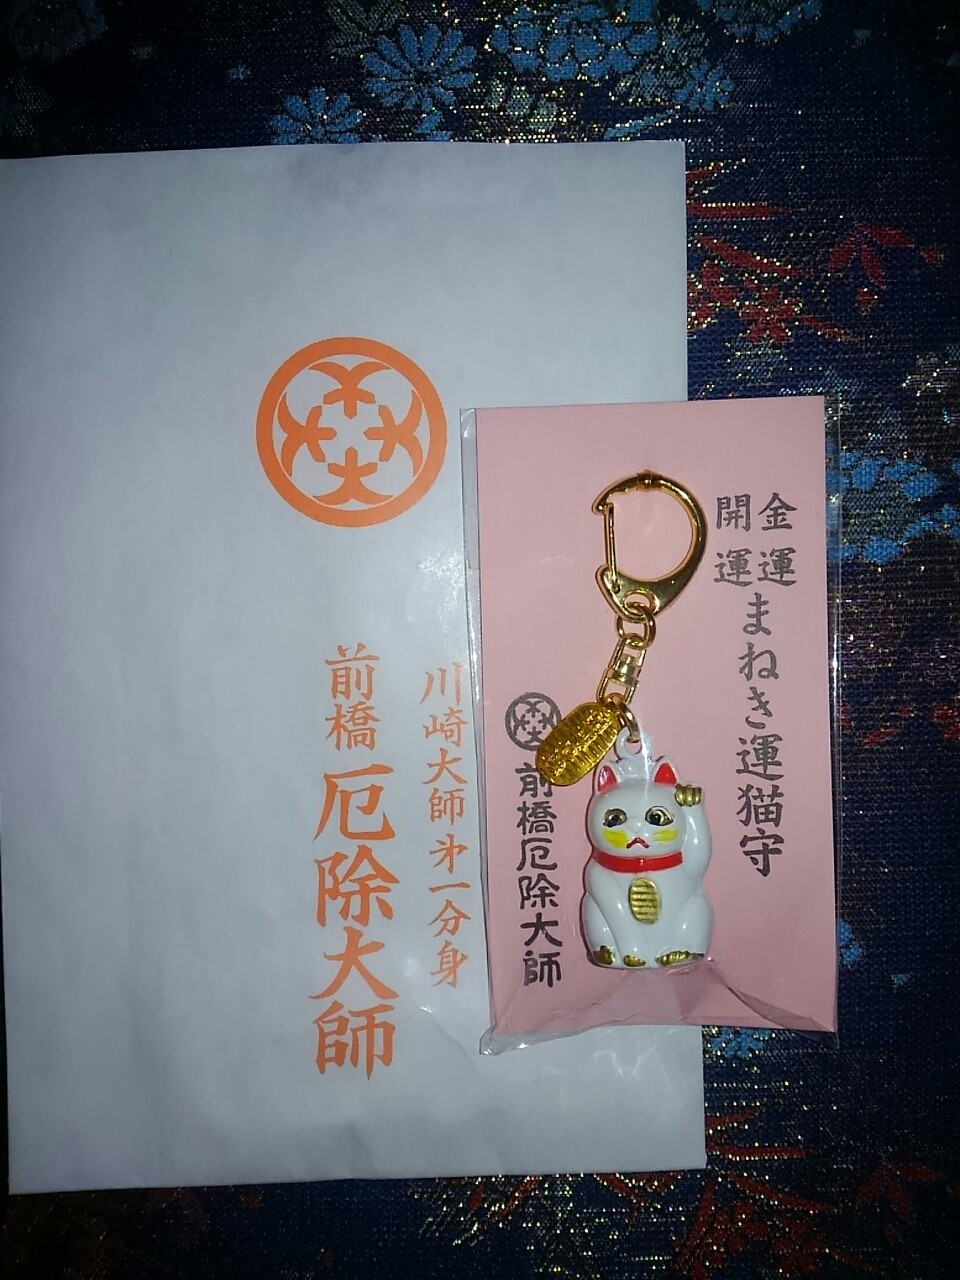 川崎大師㐧一分身
前橋厄除大師
金運
開運
まねき運猫守
前橋厄除大師